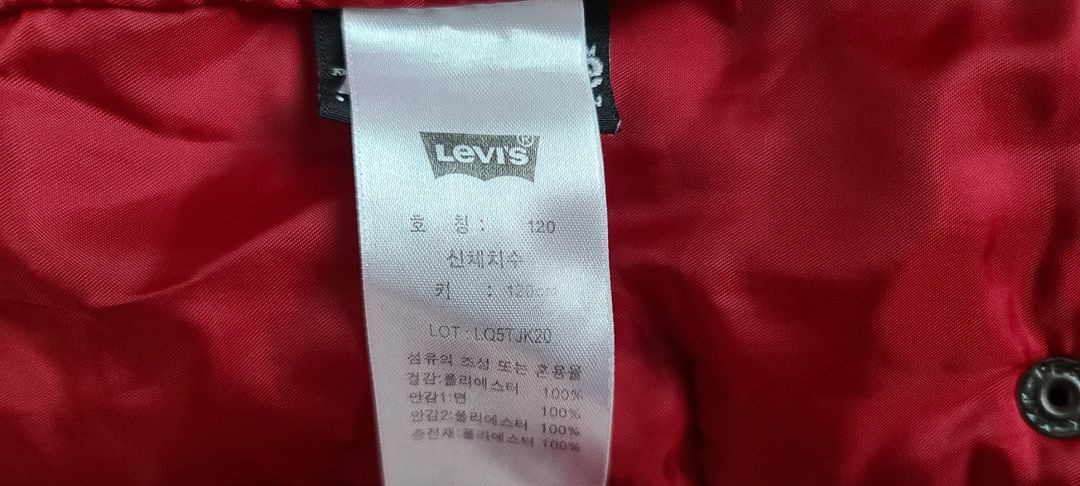 LEVI'S®
호 칭 : 120
신체치수
키 : 120cm
LOT : LQ5TJK20
섬유의 조성 또는 혼용율
겉감:폴리에스터 100%
안감1:면 100%
안감2:폴리에스터 100%
충전재:폴리에스터 100%